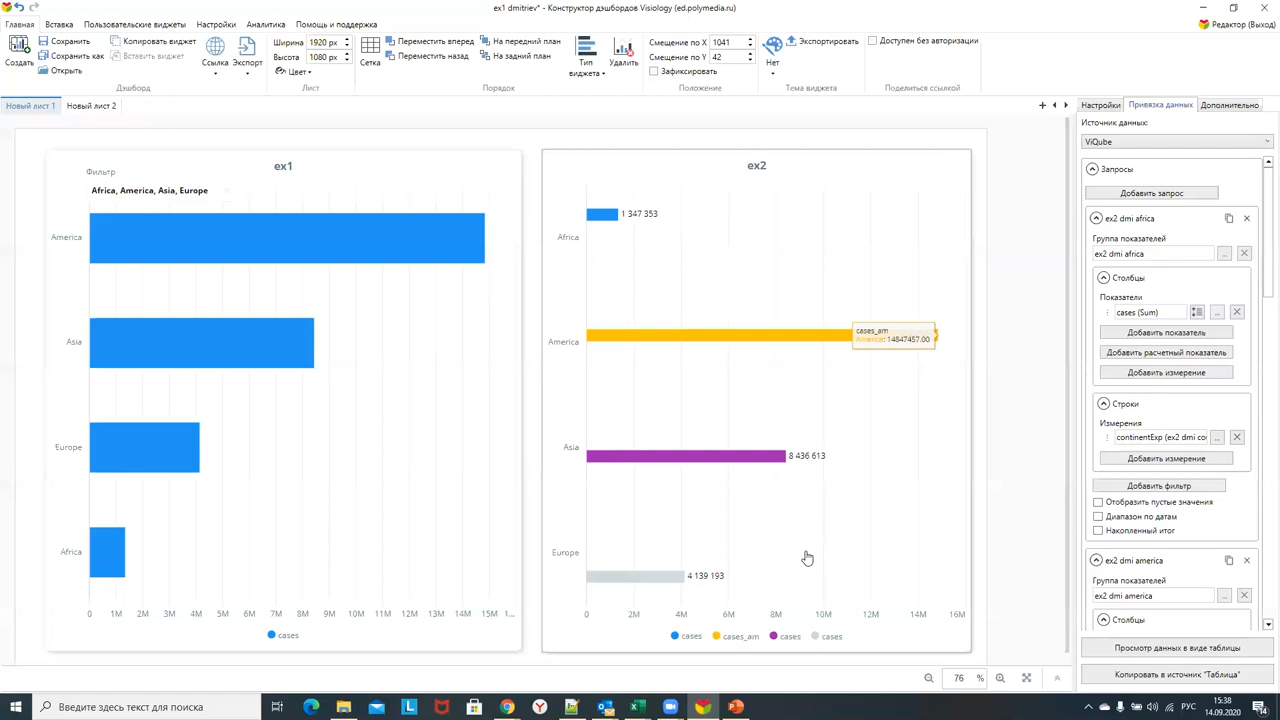 ex1 dmitriev* - Конструктор дэшбордов Visiology (ed.polymedia.ru)
Главная Вставка Пользовательские виджеты Настройки Аналитика Помощь и поддержка Редактор (Выход)
Создать
Сохранить
Сохранить как
Открыть
Копировать виджет
Вставить виджет
Дэшборд
Ссылка
Экспорт
Ширина 1920 px
Высота 1080 px
Цвет
Лист
Сетка
Переместить вперед
Переместить назад
На передний план
На задний план
Порядок
Тип виджета
Удалить
Смещение по X 1041
Смещение по Y 42
Зафиксировать
Положение
Нет
Экспортировать
Тема виджета
Доступен без авторизации
Поделиться ссылкой
Новый лист 1 Новый лист 2
ex1
Фильтр
Africa, America, Asia, Europe
America
Asia
Europe
Africa
0 1M 2M 3M 4M 5M 6M 7M 8M 9M 10M 11M 12M 13M 14M 15M 1...
cases
ex2
Africa
1 347 353
America
cases_am
America: 14847457.00
Asia
8 436 613
Europe
4 139 193
0 2M 4M 6M 8M 10M 12M 14M 16M
cases cases_am cases cases
76 %
Настройки Привязка данных Дополнительно
Источник данных:
ViQube
Запросы
Добавить запрос
ex2 dmi africa
Группа показателей
ex2 dmi africa ...
Столбцы
Показатели
cases (Sum) ...
Добавить показатель
Добавить расчетный показатель
Добавить измерение
Строки
Измерения
continentExp (ex2 dmi co ...
Добавить измерение
Добавить фильтр
Отобразить пустые значения
Диапазон по датам
Накопленный итог
ex2 dmi america
Группа показателей
ex2 dmi america ...
Столбцы
Просмотр данных в виде таблицы
Копировать в источник "Таблица"
Введите здесь текст для поиска
РУС
15:38
14.09.2020